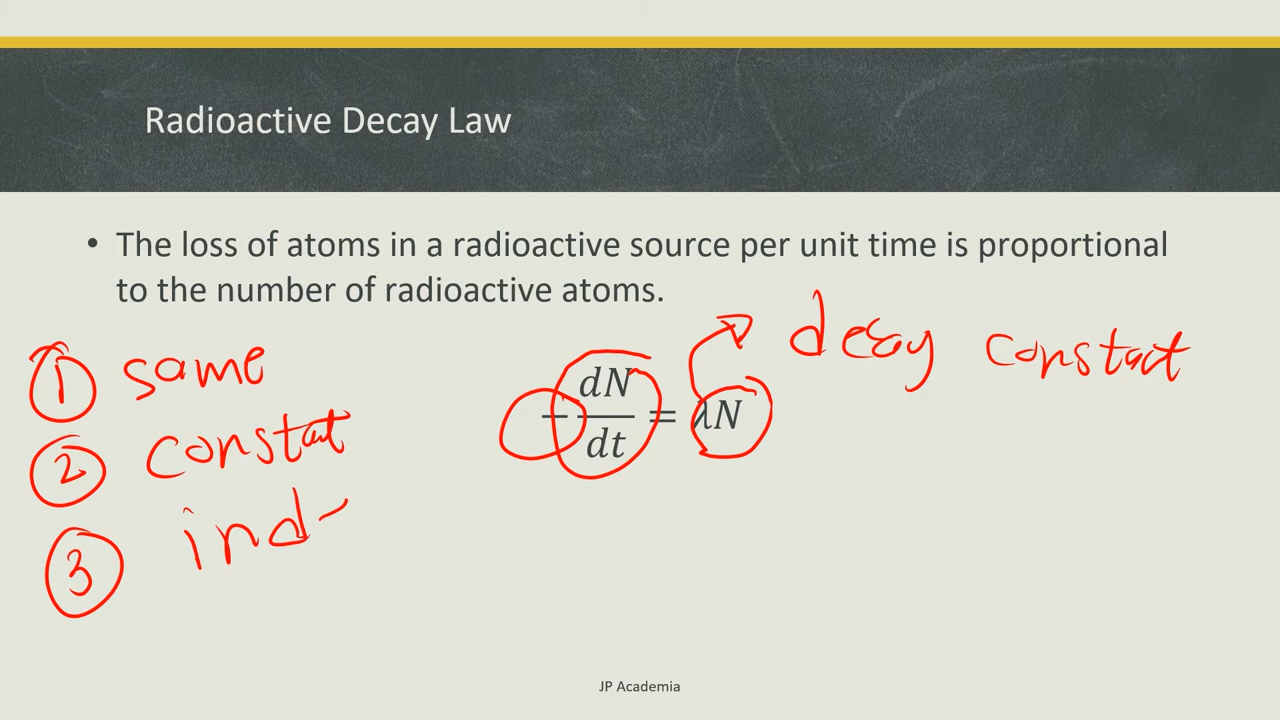 Radioactive Decay Law
• The loss of atoms in a radioactive source per unit time is proportional
to the number of radioactive atoms.
decay constant
① same
−dN/dt = λN
② constat
③ ind
JP Academia